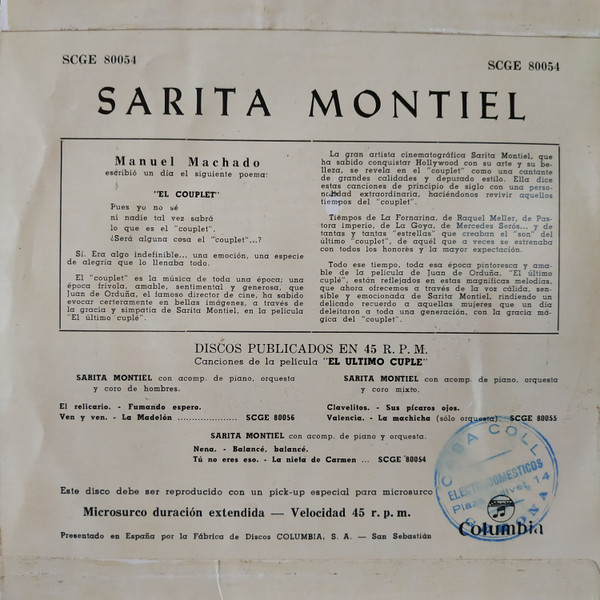 SCGE 80054
SCGE 80054
SARITA MONTIEL
Manuel Machado
escribió un día el siguiente poema:
"EL COUPLET"
Pues yo no sé
ni nadie tal vez sabrá
lo que es el "couplet".
¿Será alguna cosa el "couplet"...?
Sí. Era algo indefinible... una emoción, una especie
de alegría que lo llenaba todo.
El "couplet" es la música de toda una época; una
época frívola, amable, sentimental y generosa, que
Juan de Orduña, el famoso director de cine, ha sabido
evocar certeramente en bellas imágenes, a través de
la gracia y simpatía de Sarita Montiel, en la película
"El último cuplé".
La gran artista cinematográfica Sarita Montiel, que
ha sabido conquistar Hollywood con su arte y su be-
lleza, se revela en el "couplet" como una cantante
de grandes calidades y depurado estilo. Ella dice
estas canciones de principio de siglo con una perso-
nalidad extraordinaria, haciéndonos revivir aquellos
tiempos del "couplet".
Tiempos de La Fornarina, de Raquel Meller, de Pas-
tora imperio, de La Goya, de Mercedes Serós... y de
tantas y tantas "estrellas" que creaban el "son" del
último "couplet", de aquél que a veces se estrenaba
con todos los honores y la mayor expectación.
Todo ese tiempo, toda esa época pintoresca y ama-
ble de la película de Juan de Orduña, "El último
cuplé", están reflejados en estas magníficas melodías,
que ahora ofrecemos a través de la voz cálida, sen-
sible y emocionada de Sarita Montiel, rindiendo un
delicado recuerdo a aquellas mujeres que un día
deleitaron a toda una generación, con la gracia má-
gica del "couplet".
DISCOS PUBLICADOS EN 45 R. P. M.
Canciones de la película "EL ULTIMO CUPLE"
SARITA MONTIEL con acomp. de piano, orquesta
y coro de hombres.
El relicario. - Fumando espero.
Ven y ven. - La Madelón ..................... SCGE 80056
SARITA MONTIEL con acomp. de piano, orquesta
y coro mixto.
Clavelitos. - Sus pícaros ojos.
Valencia. - La machicha (sólo orquesta). SCGE 80055
SARITA MONTIEL con acomp. de piano y orquesta.
Nena. - Balancé, balancé.
Tú no eres eso. - La nieta de Carmen ... SCGE 80054
CASA COLL
ELECTRODOMESTICOS
14
Este disco debe ser reproducido con un pick-up especial para microsurco
Microsurco duración extendida — Velocidad 45 r. p. m.
Columbia
Presentado en España por la Fábrica de Discos COLUMBIA, S. A. — San Sebastián